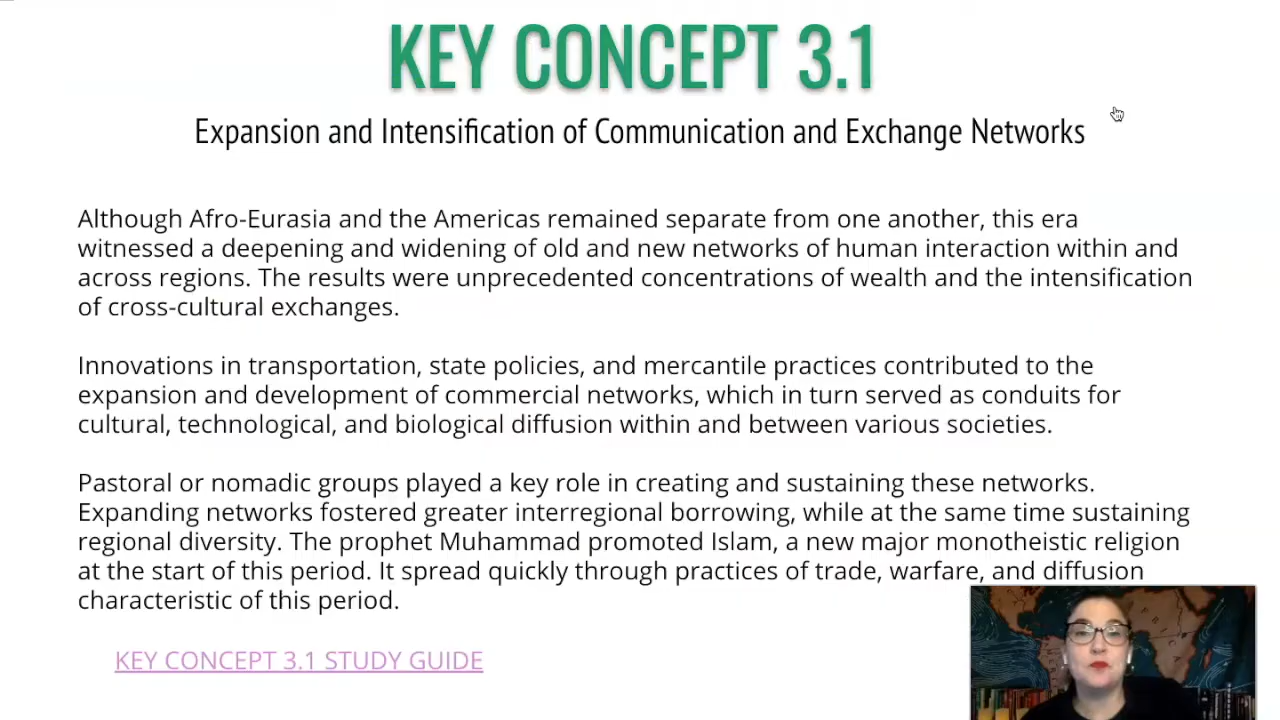 KEY CONCEPT 3.1
Expansion and Intensification of Communication and Exchange Networks
Although Afro-Eurasia and the Americas remained separate from one another, this era
witnessed a deepening and widening of old and new networks of human interaction within and
across regions. The results were unprecedented concentrations of wealth and the intensification
of cross-cultural exchanges.
Innovations in transportation, state policies, and mercantile practices contributed to the
expansion and development of commercial networks, which in turn served as conduits for
cultural, technological, and biological diffusion within and between various societies.
Pastoral or nomadic groups played a key role in creating and sustaining these networks.
Expanding networks fostered greater interregional borrowing, while at the same time sustaining
regional diversity. The prophet Muhammad promoted Islam, a new major monotheistic religion
at the start of this period. It spread quickly through practices of trade, warfare, and diffusion
characteristic of this period.
KEY CONCEPT 3.1 STUDY GUIDE